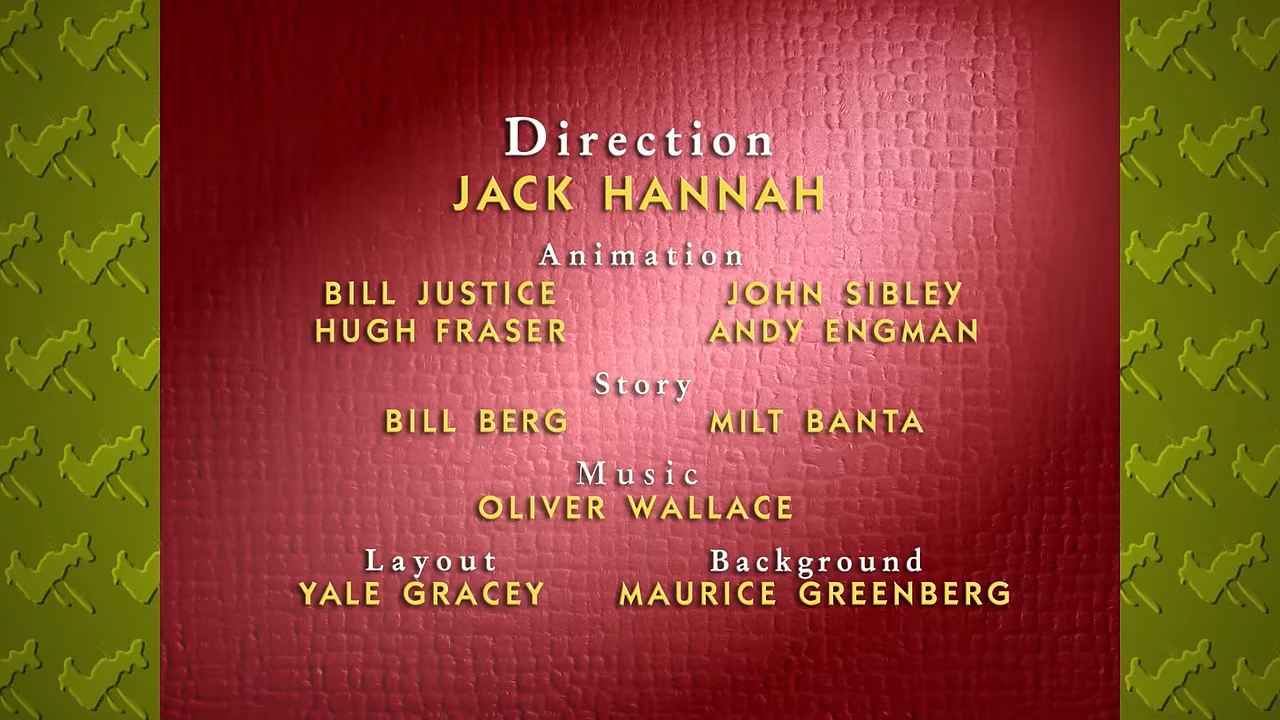 Direction
JACK HANNAH
Animation
BILL JUSTICE JOHN SIBLEY
HUGH FRASER ANDY ENGMAN
Story
BILL BERG MILT BANTA
Music
OLIVER WALLACE
Layout Background
YALE GRACEY MAURICE GREENBERG